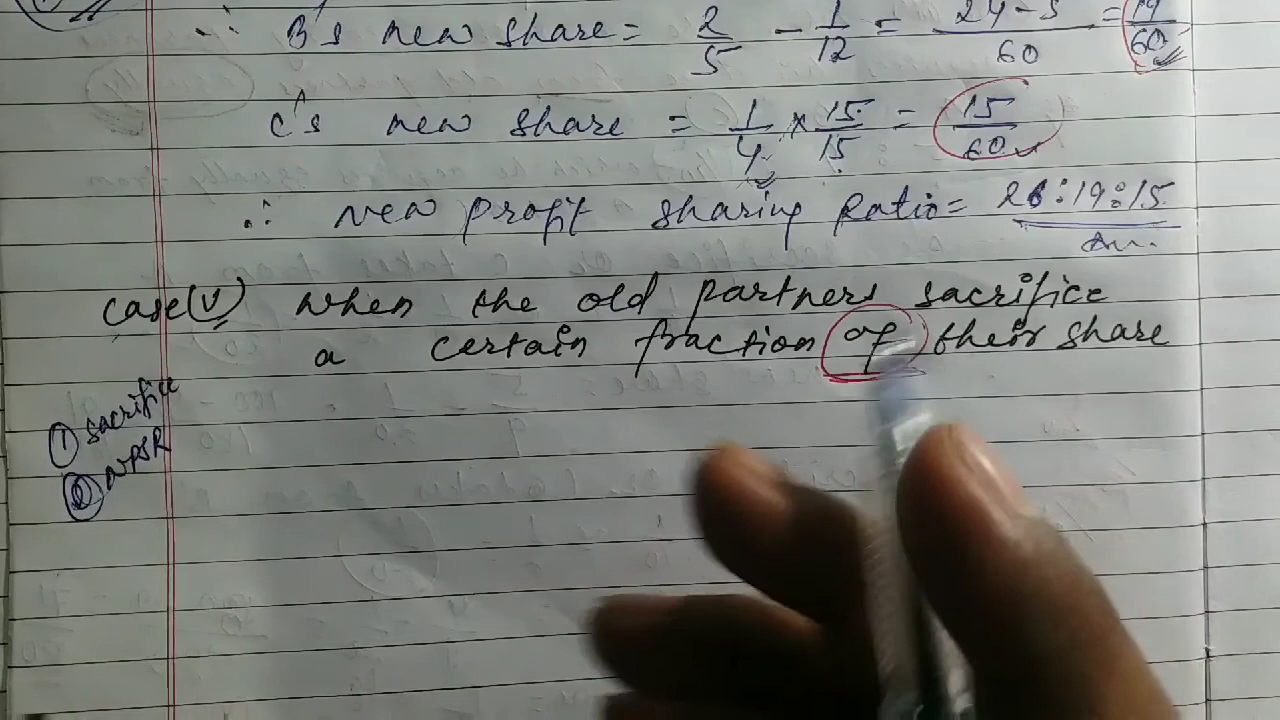 ∴ B's new share = 2/5 - 1/12 = 24-5/60 = 19/60
C's new share = 1/4 × 15/15 = 15/60
∴ New profit sharing Ratio = 26:19:15
Ans.
case(V) when the old partners sacrifice
a certain fraction of their share
① sacrifice
② NPSR